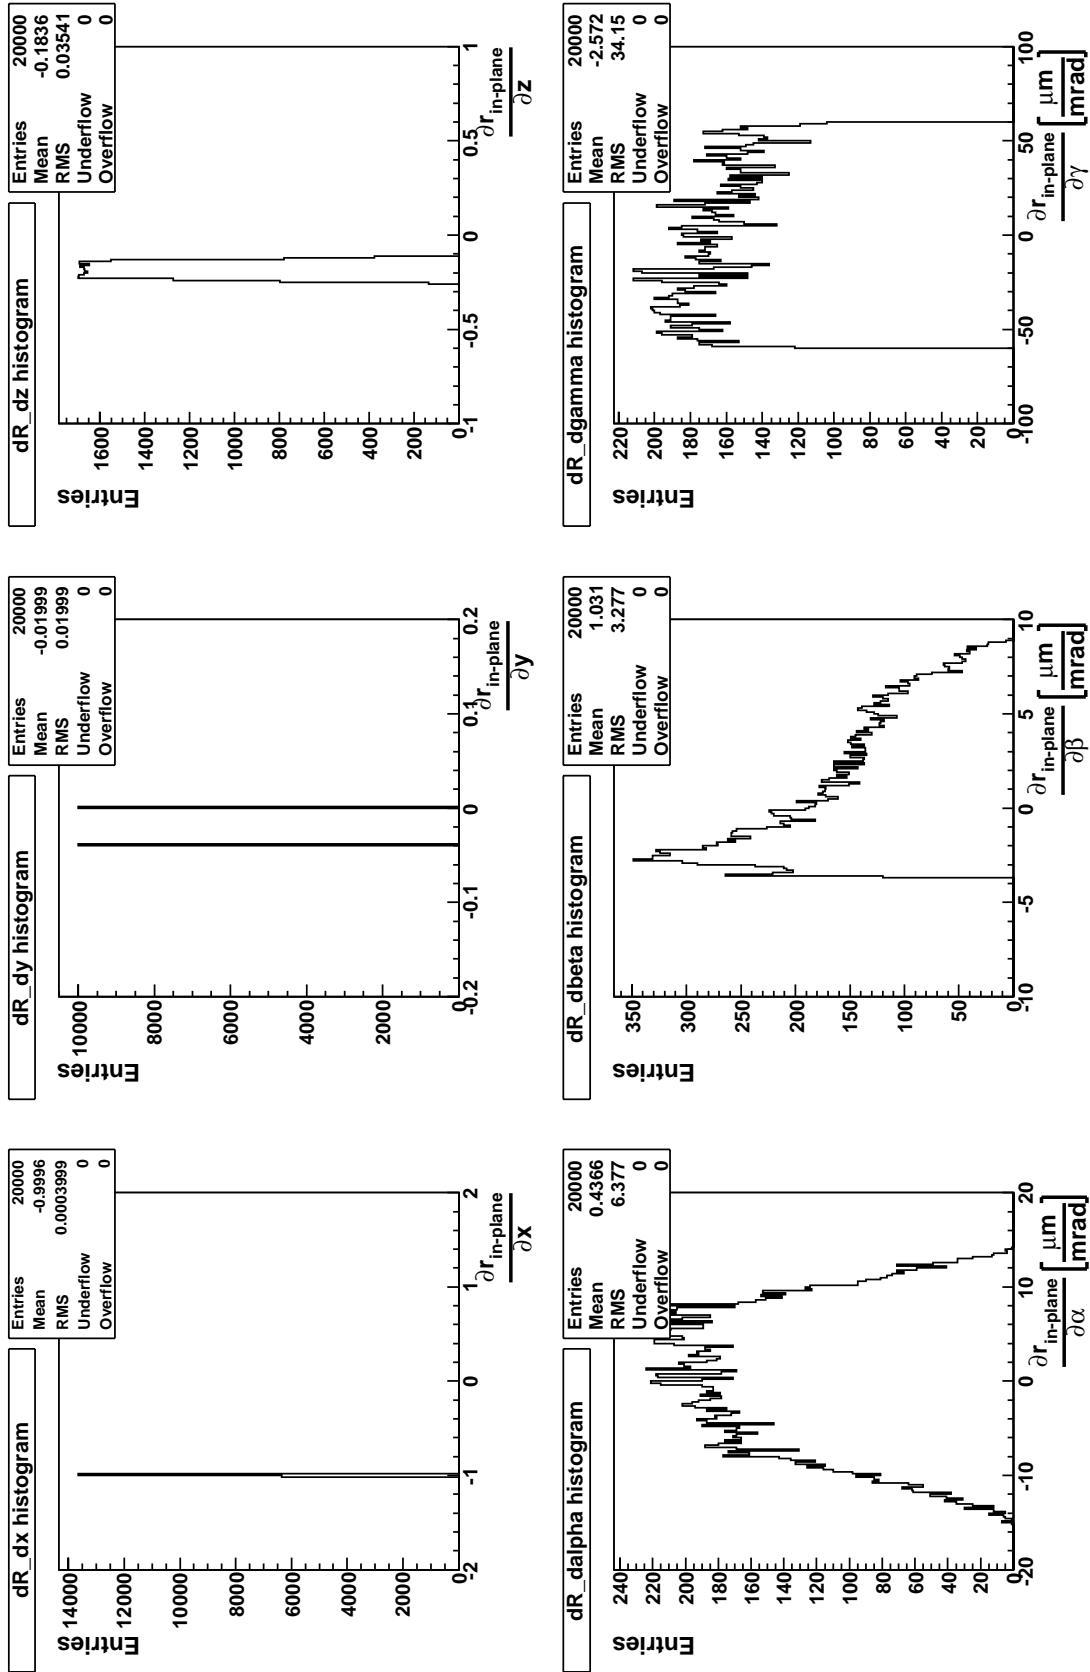 dR_dx histogram
Entries 20000
Mean -0.9996
RMS 0.0003999
Underflow 0
Overflow 0
Entries
14000
12000
10000
8000
6000
4000
2000
0
-2 -1 0 1 2
∂r_in-plane
∂x
dR_dy histogram
Entries 20000
Mean -0.01999
RMS 0.01999
Underflow 0
Overflow 0
Entries
10000
8000
6000
4000
2000
0
-0.2 -0.1 0 0.1 0.2
∂r_in-plane
∂y
dR_dz histogram
Entries 20000
Mean -0.1836
RMS 0.03541
Underflow 0
Overflow 0
Entries
1600
1400
1200
1000
800
600
400
200
0
-1 -0.5 0 0.5 1
∂r_in-plane
∂z
dR_dalpha histogram
Entries 20000
Mean 0.4366
RMS 6.377
Underflow 0
Overflow 0
Entries
240
220
200
180
160
140
120
100
80
60
40
20
0
-20 -10 0 10 20
∂r_in-plane [μm
∂α mrad]
dR_dbeta histogram
Entries 20000
Mean 1.031
RMS 3.277
Underflow 0
Overflow 0
Entries
350
300
250
200
150
100
50
0
-10 -5 0 5 10
∂r_in-plane [μm
∂β mrad]
dR_dgamma histogram
Entries 20000
Mean -2.572
RMS 34.15
Underflow 0
Overflow 0
Entries
220
200
180
160
140
120
100
80
60
40
20
0
-100 -50 0 50 100
∂r_in-plane [μm
∂γ mrad]